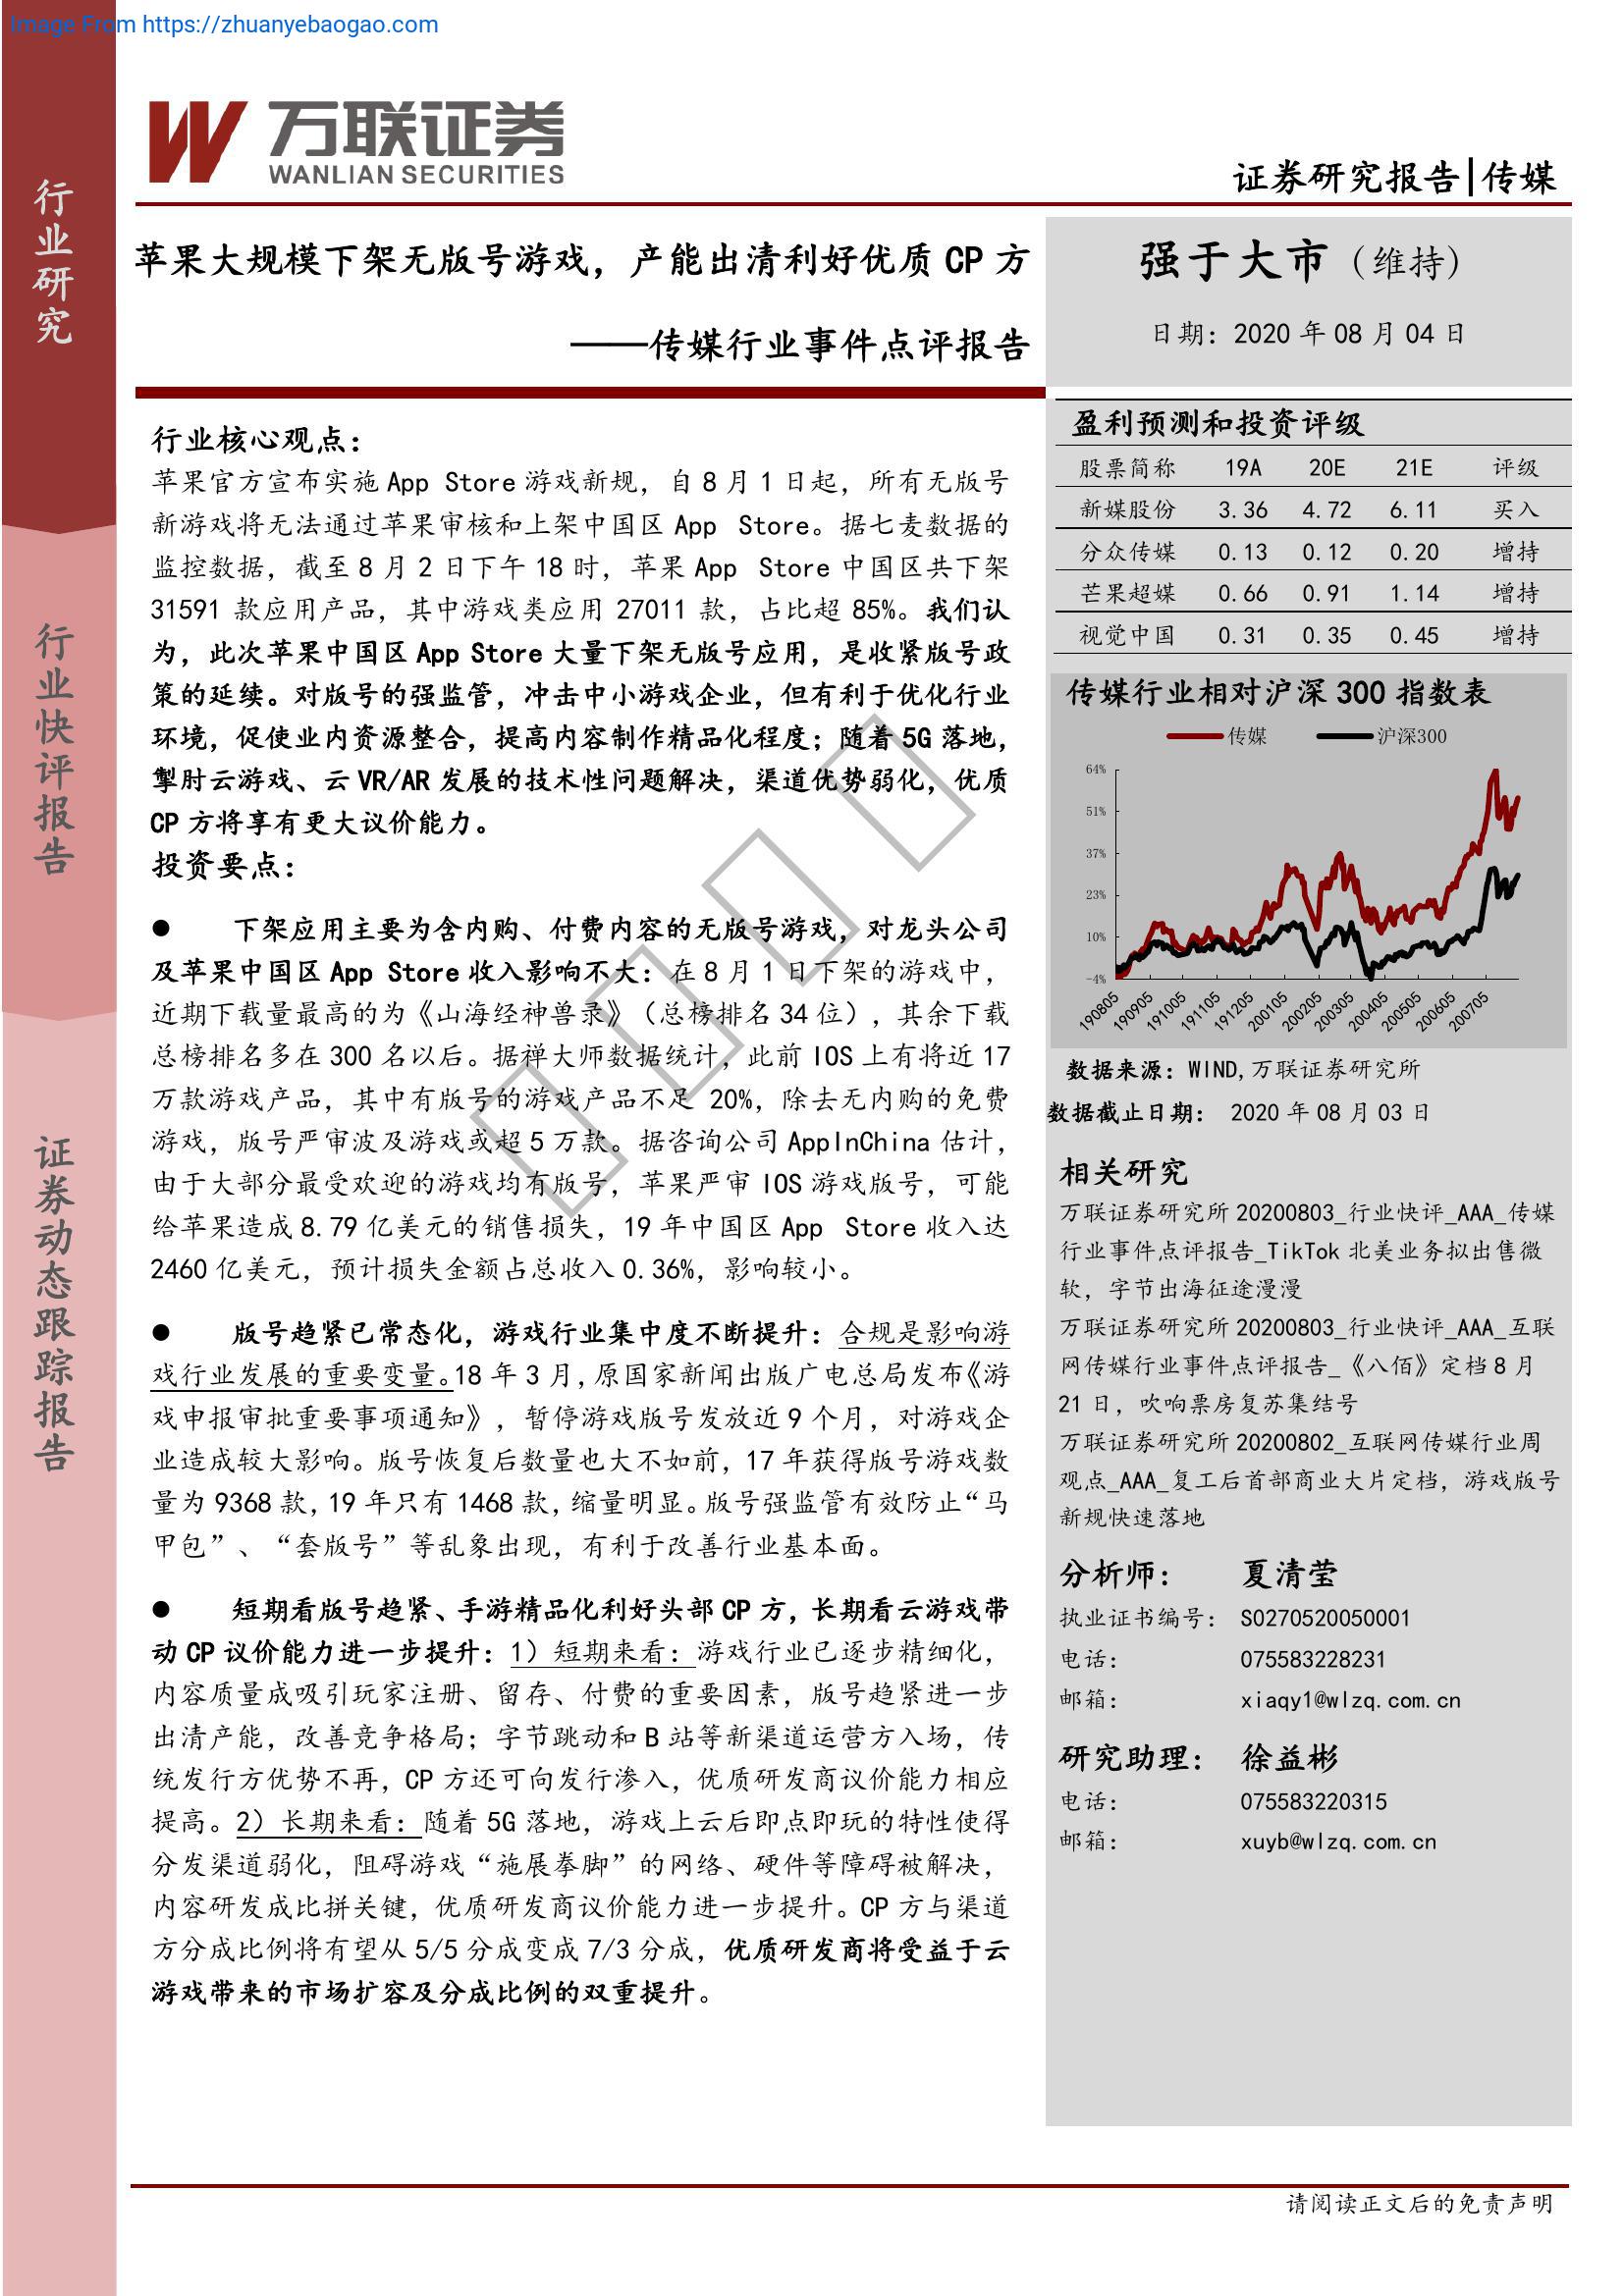 Image From https://zhuanyebaogao.com
行业研究
行业快评报告
证券动态跟踪报告
万联证券
WANLIAN SECURITIES
证券研究报告|传媒
苹果大规模下架无版号游戏，产能出清利好优质 CP 方
——传媒行业事件点评报告
强于大市（维持）
日期：2020 年 08 月 04 日
行业核心观点：
苹果官方宣布实施 App Store 游戏新规，自 8 月 1 日起，所有无版号
新游戏将无法通过苹果审核和上架中国区 App Store。据七麦数据的
监控数据，截至 8 月 2 日下午 18 时，苹果 App Store 中国区共下架
31591 款应用产品，其中游戏类应用 27011 款，占比超 85%。我们认
为，此次苹果中国区 App Store 大量下架无版号应用，是收紧版号政
策的延续。对版号的强监管，冲击中小游戏企业，但有利于优化行业
环境，促使业内资源整合，提高内容制作精品化程度；随着 5G 落地，
掣肘云游戏、云 VR/AR 发展的技术性问题解决，渠道优势弱化，优质
CP 方将享有更大议价能力。
投资要点：
● 下架应用主要为含内购、付费内容的无版号游戏，对龙头公司
及苹果中国区 App Store 收入影响不大：在 8 月 1 日下架的游戏中，
近期下载量最高的为《山海经神兽录》（总榜排名 34 位），其余下载
总榜排名多在 300 名以后。据禅大师数据统计，此前 IOS 上有将近 17
万款游戏产品，其中有版号的游戏产品不足 20%，除去无内购的免费
游戏，版号严审波及游戏或超 5 万款。据咨询公司 AppInChina 估计，
由于大部分最受欢迎的游戏均有版号，苹果严审 IOS 游戏版号，可能
给苹果造成 8.79 亿美元的销售损失，19 年中国区 App Store 收入达
2460 亿美元，预计损失金额占总收入 0.36%，影响较小。
● 版号趋紧已常态化，游戏行业集中度不断提升：合规是影响游
戏行业发展的重要变量。18 年 3 月，原国家新闻出版广电总局发布《游
戏申报审批重要事项通知》，暂停游戏版号发放近 9 个月，对游戏企
业造成较大影响。版号恢复后数量也大不如前，17 年获得版号游戏数
量为 9368 款，19 年只有 1468 款，缩量明显。版号强监管有效防止“马
甲包”、“套版号”等乱象出现，有利于改善行业基本面。
● 短期看版号趋紧、手游精品化利好头部 CP 方，长期看云游戏带
动 CP 议价能力进一步提升：1）短期来看：游戏行业已逐步精细化，
内容质量成吸引玩家注册、留存、付费的重要因素，版号趋紧进一步
出清产能，改善竞争格局；字节跳动和 B 站等新渠道运营方入场，传
统发行方优势不再，CP 方还可向发行渗入，优质研发商议价能力相应
提高。2）长期来看：随着 5G 落地，游戏上云后即点即玩的特性使得
分发渠道弱化，阻碍游戏“施展拳脚”的网络、硬件等障碍被解决，
内容研发成比拼关键，优质研发商议价能力进一步提升。CP 方与渠道
方分成比例将有望从 5/5 分成变成 7/3 分成，优质研发商将受益于云
游戏带来的市场扩容及分成比例的双重提升。
盈利预测和投资评级
股票简称 19A 20E 21E 评级
新媒股份 3.36 4.72 6.11 买入
分众传媒 0.13 0.12 0.20 增持
芒果超媒 0.66 0.91 1.14 增持
视觉中国 0.31 0.35 0.45 增持
传媒行业相对沪深 300 指数表
传媒 沪深300
64%
51%
37%
23%
10%
-4%
190805 190905 191005 191105 191205 200105 200205 200305 200405 200505 200605 200705
数据来源：WIND,万联证券研究所
数据截止日期： 2020 年 08 月 03 日
相关研究
万联证券研究所 20200803_行业快评_AAA_传媒
行业事件点评报告_TikTok 北美业务拟出售微
软，字节出海征途漫漫
万联证券研究所 20200803_行业快评_AAA_互联
网传媒行业事件点评报告_《八佰》定档 8 月
21 日，吹响票房复苏集结号
万联证券研究所 20200802_互联网传媒行业周
观点_AAA_复工后首部商业大片定档，游戏版号
新规快速落地
分析师： 夏清莹
执业证书编号： S0270520050001
电话： 075583228231
邮箱： xiaqy1@wlzq.com.cn
研究助理： 徐益彬
电话： 075583220315
邮箱： xuyb@wlzq.com.cn
请阅读正文后的免责声明